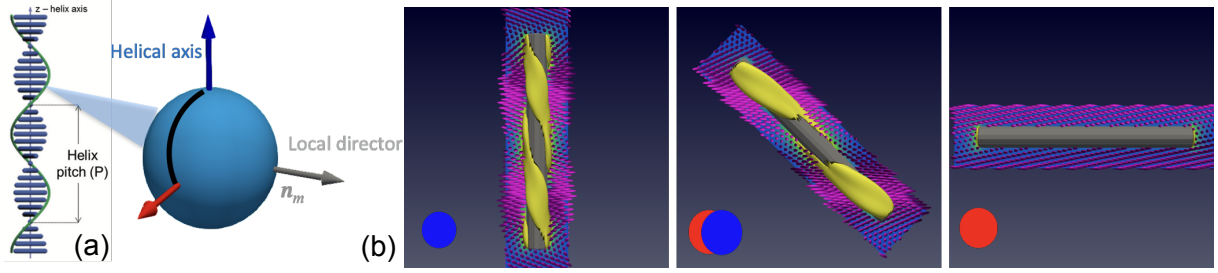 z – helix axis
Helical axis
Local director
n_m
Helix
pitch (P)
(a)
(b)